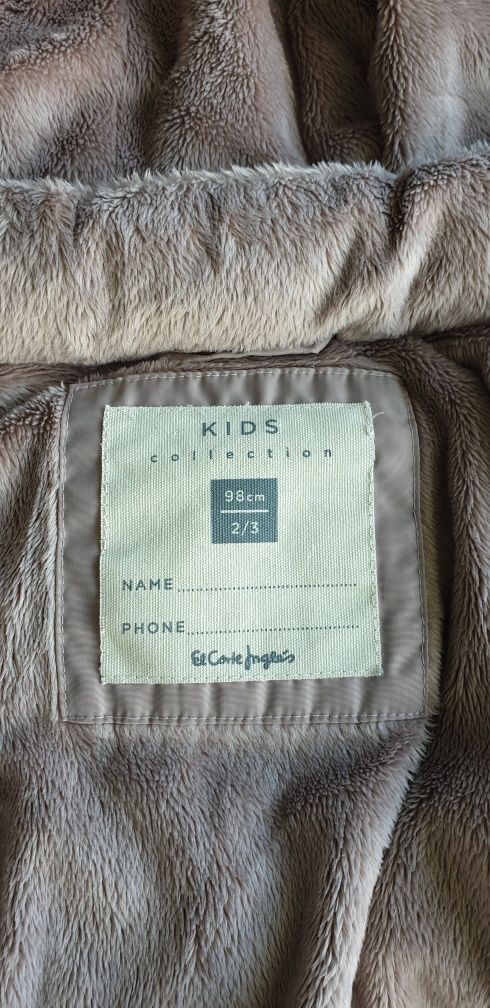 KIDS
collection
98cm
2/3
NAME
PHONE
El Corte Inglés